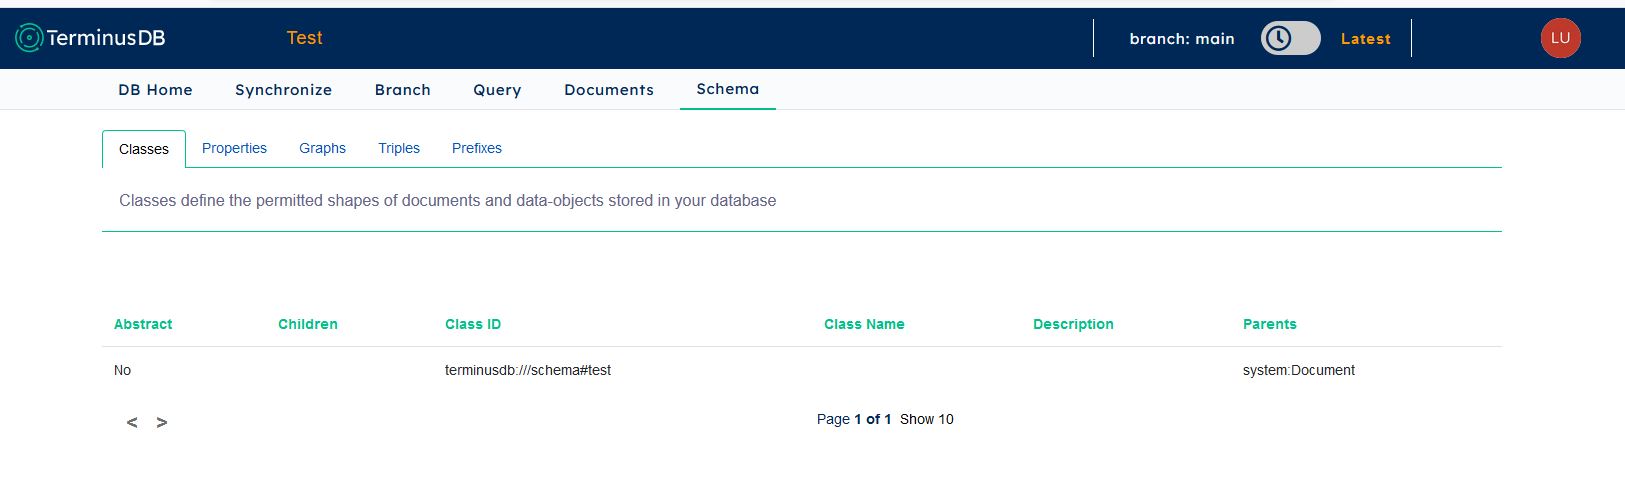 TerminusDB Test branch: main Latest LU
DB Home Synchronize Branch Query Documents Schema
Classes Properties Graphs Triples Prefixes
Classes define the permitted shapes of documents and data-objects stored in your database
Abstract Children Class ID Class Name Description Parents
No terminusdb:///schema#test system:Document
< > Page 1 of 1 Show 10